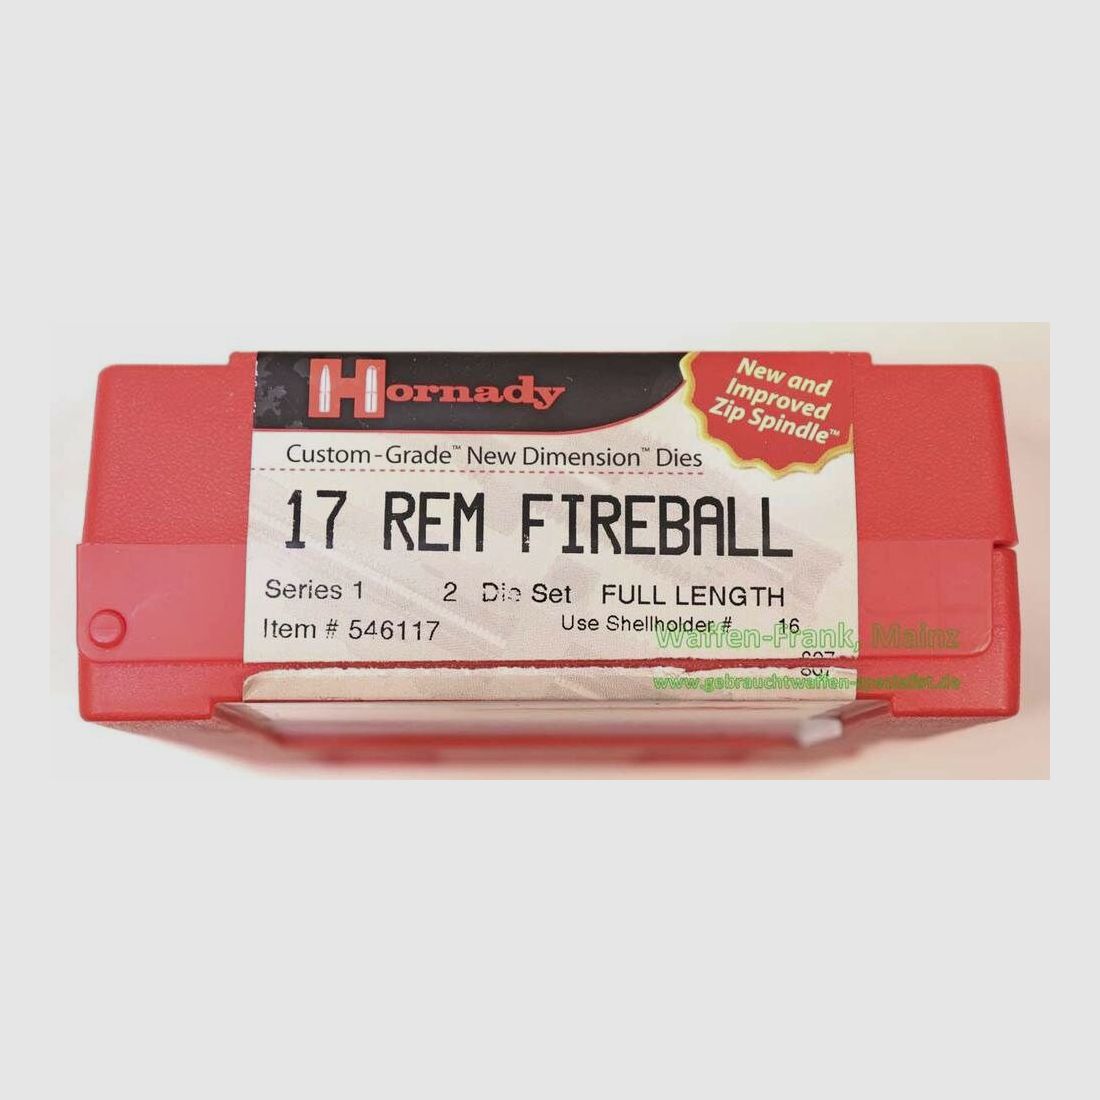 Hornady
New and
Improved
Zip Spindle™
Custom-Grade™ New Dimension™ Dies
17 REM FIREBALL
Series 1 2 Die Set FULL LENGTH
Item # 546117 Use Shellholder # 16
Waffen-Frank, Mainz
807
www.gebrauchtwaffen-spezialist.de